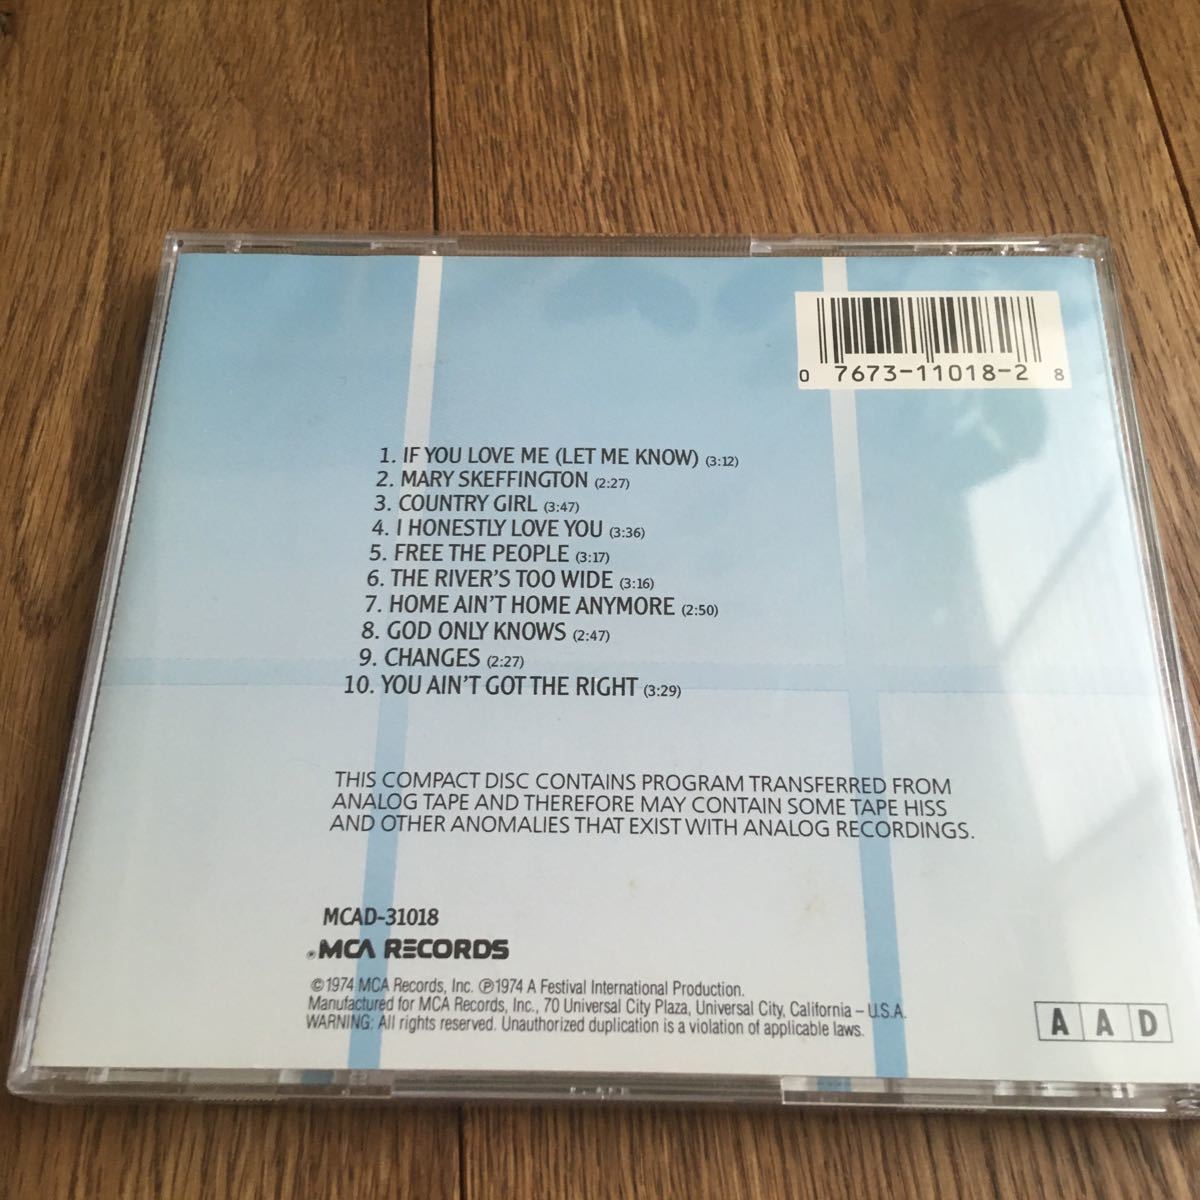 0 7673-11018-2 8
1. IF YOU LOVE ME (LET ME KNOW) (3:12)
2. MARY SKEFFINGTON (2:27)
3. COUNTRY GIRL (3:47)
4. I HONESTLY LOVE YOU (3:36)
5. FREE THE PEOPLE (3:17)
6. THE RIVER'S TOO WIDE (3:16)
7. HOME AIN'T HOME ANYMORE (2:50)
8. GOD ONLY KNOWS (2:47)
9. CHANGES (2:27)
10. YOU AIN'T GOT THE RIGHT (3:29)
THIS COMPACT DISC CONTAINS PROGRAM TRANSFERRED FROM
ANALOG TAPE AND THEREFORE MAY CONTAIN SOME TAPE HISS
AND OTHER ANOMALIES THAT EXIST WITH ANALOG RECORDINGS.
MCAD-31018
MCA RECORDS
©1974 MCA Records, Inc. ℗1974 A Festival International Production.
Manufactured for MCA Records, Inc., 70 Universal City Plaza, Universal City, California – U.S.A.
WARNING: All rights reserved. Unauthorized duplication is a violation of applicable laws.
A A D